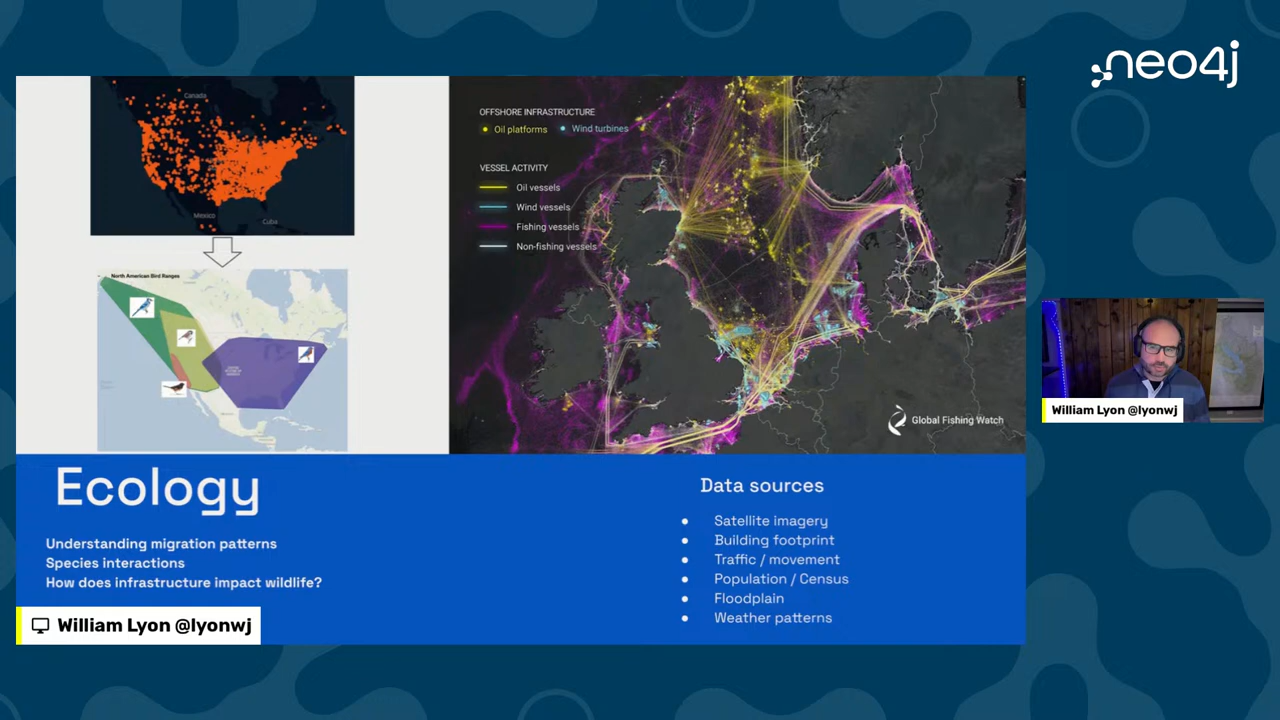 neo4j
Canada
Mexico
Cuba
North American Bird Ranges
OFFSHORE INFRASTRUCTURE
Oil platforms
Wind turbines
VESSEL ACTIVITY
Oil vessels
Wind vessels
Fishing vessels
Non-fishing vessels
Global Fishing Watch
Ecology
Understanding migration patterns
Species interactions
How does infrastructure impact wildlife?
Data sources
• Satellite imagery
• Building footprint
• Traffic / movement
• Population / Census
• Floodplain
• Weather patterns
William Lyon @lyonwj
William Lyon @lyonwj